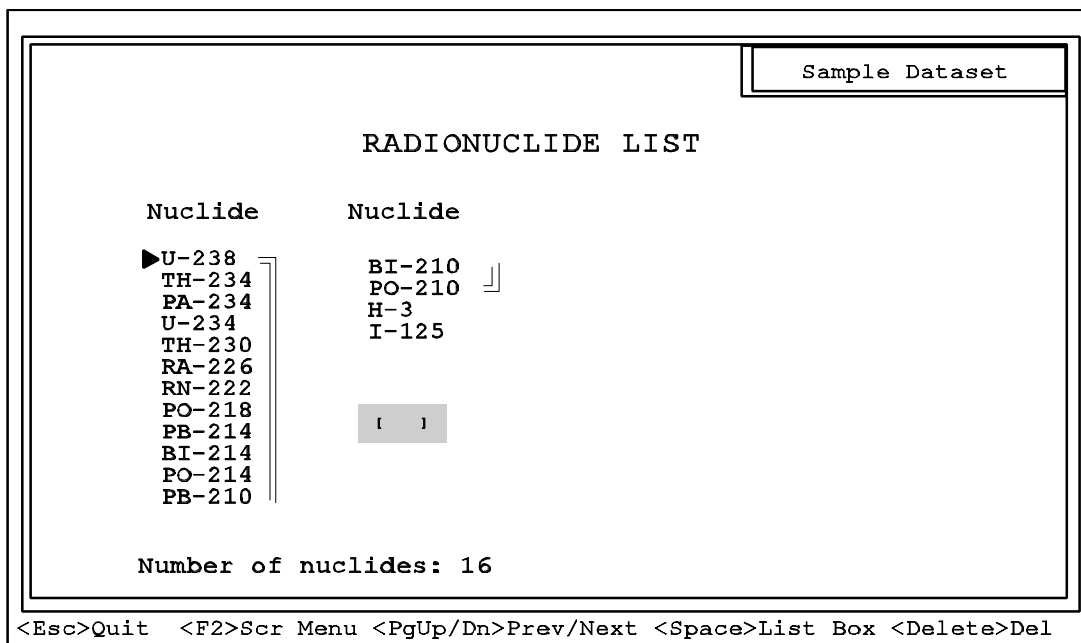 Sample Dataset
RADIONUCLIDE LIST
Nuclide Nuclide
U-238
TH-234
PA-234
U-234
TH-230
RA-226
RN-222
PO-218
PB-214
BI-214
PO-214
PB-210
BI-210
PO-210
H-3
I-125
[ ]
Number of nuclides: 16
<Esc>Quit <F2>Scr Menu <PgUp/Dn>Prev/Next <Space>List Box <Delete>Del